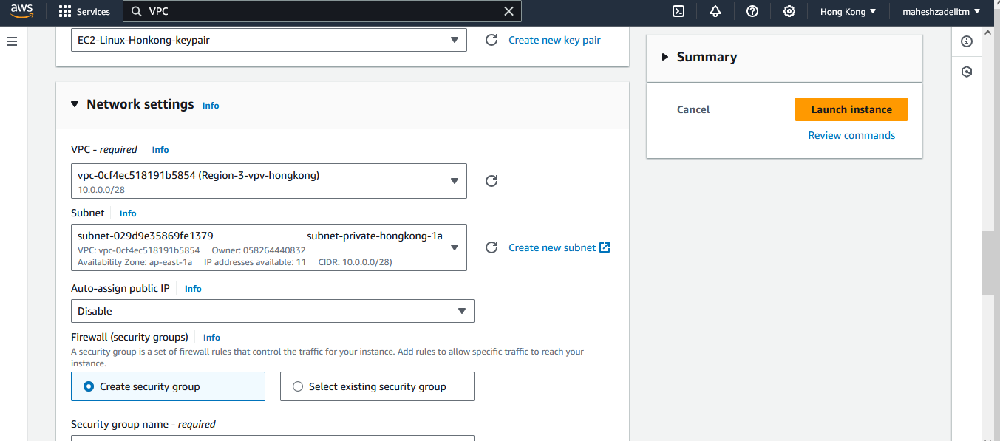 aws
Services
VPC
Hong Kong
maheshzadeiitm
EC2-Linux-Honkong-keypair
Create new key pair
Summary
Network settings Info
Cancel
Launch instance
Review commands
VPC - required Info
vpc-0cf4ec518191b5854 (Region-3-vpv-hongkong)
10.0.0.0/28
Subnet Info
subnet-029d9e35869fe1379 subnet-private-hongkong-1a
VPC: vpc-0cf4ec518191b5854 Owner: 058264440832
Availability Zone: ap-east-1a IP addresses available: 11 CIDR: 10.0.0.0/28)
Create new subnet
Auto-assign public IP Info
Disable
Firewall (security groups) Info
A security group is a set of firewall rules that control the traffic for your instance. Add rules to allow specific traffic to reach your
instance.
Create security group
Select existing security group
Security group name - required